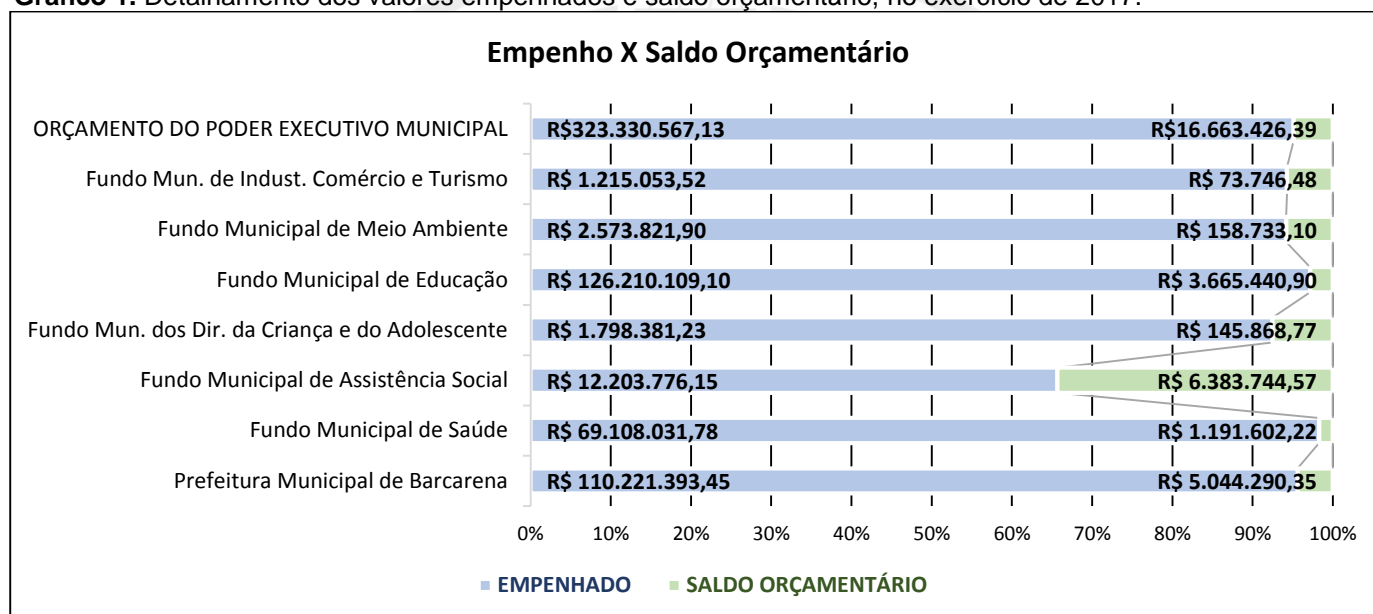 Gráfico 1. Detalhamento dos valores empenhados e saldo orçamentário, no exercício de 2017.
Empenho X Saldo Orçamentário
ORÇAMENTO DO PODER EXECUTIVO MUNICIPAL R$323.330.567,13 R$16.663.426,39
Fundo Mun. de Indust. Comércio e Turismo R$ 1.215.053,52 R$ 73.746,48
Fundo Municipal de Meio Ambiente R$ 2.573.821,90 R$ 158.733,10
Fundo Municipal de Educação R$ 126.210.109,10 R$ 3.665.440,90
Fundo Mun. dos Dir. da Criança e do Adolescente R$ 1.798.381,23 R$ 145.868,77
Fundo Municipal de Assistência Social R$ 12.203.776,15 R$ 6.383.744,57
Fundo Municipal de Saúde R$ 69.108.031,78 R$ 1.191.602,22
Prefeitura Municipal de Barcarena R$ 110.221.393,45 R$ 5.044.290,35
0% 10% 20% 30% 40% 50% 60% 70% 80% 90% 100%
EMPENHADO SALDO ORÇAMENTÁRIO